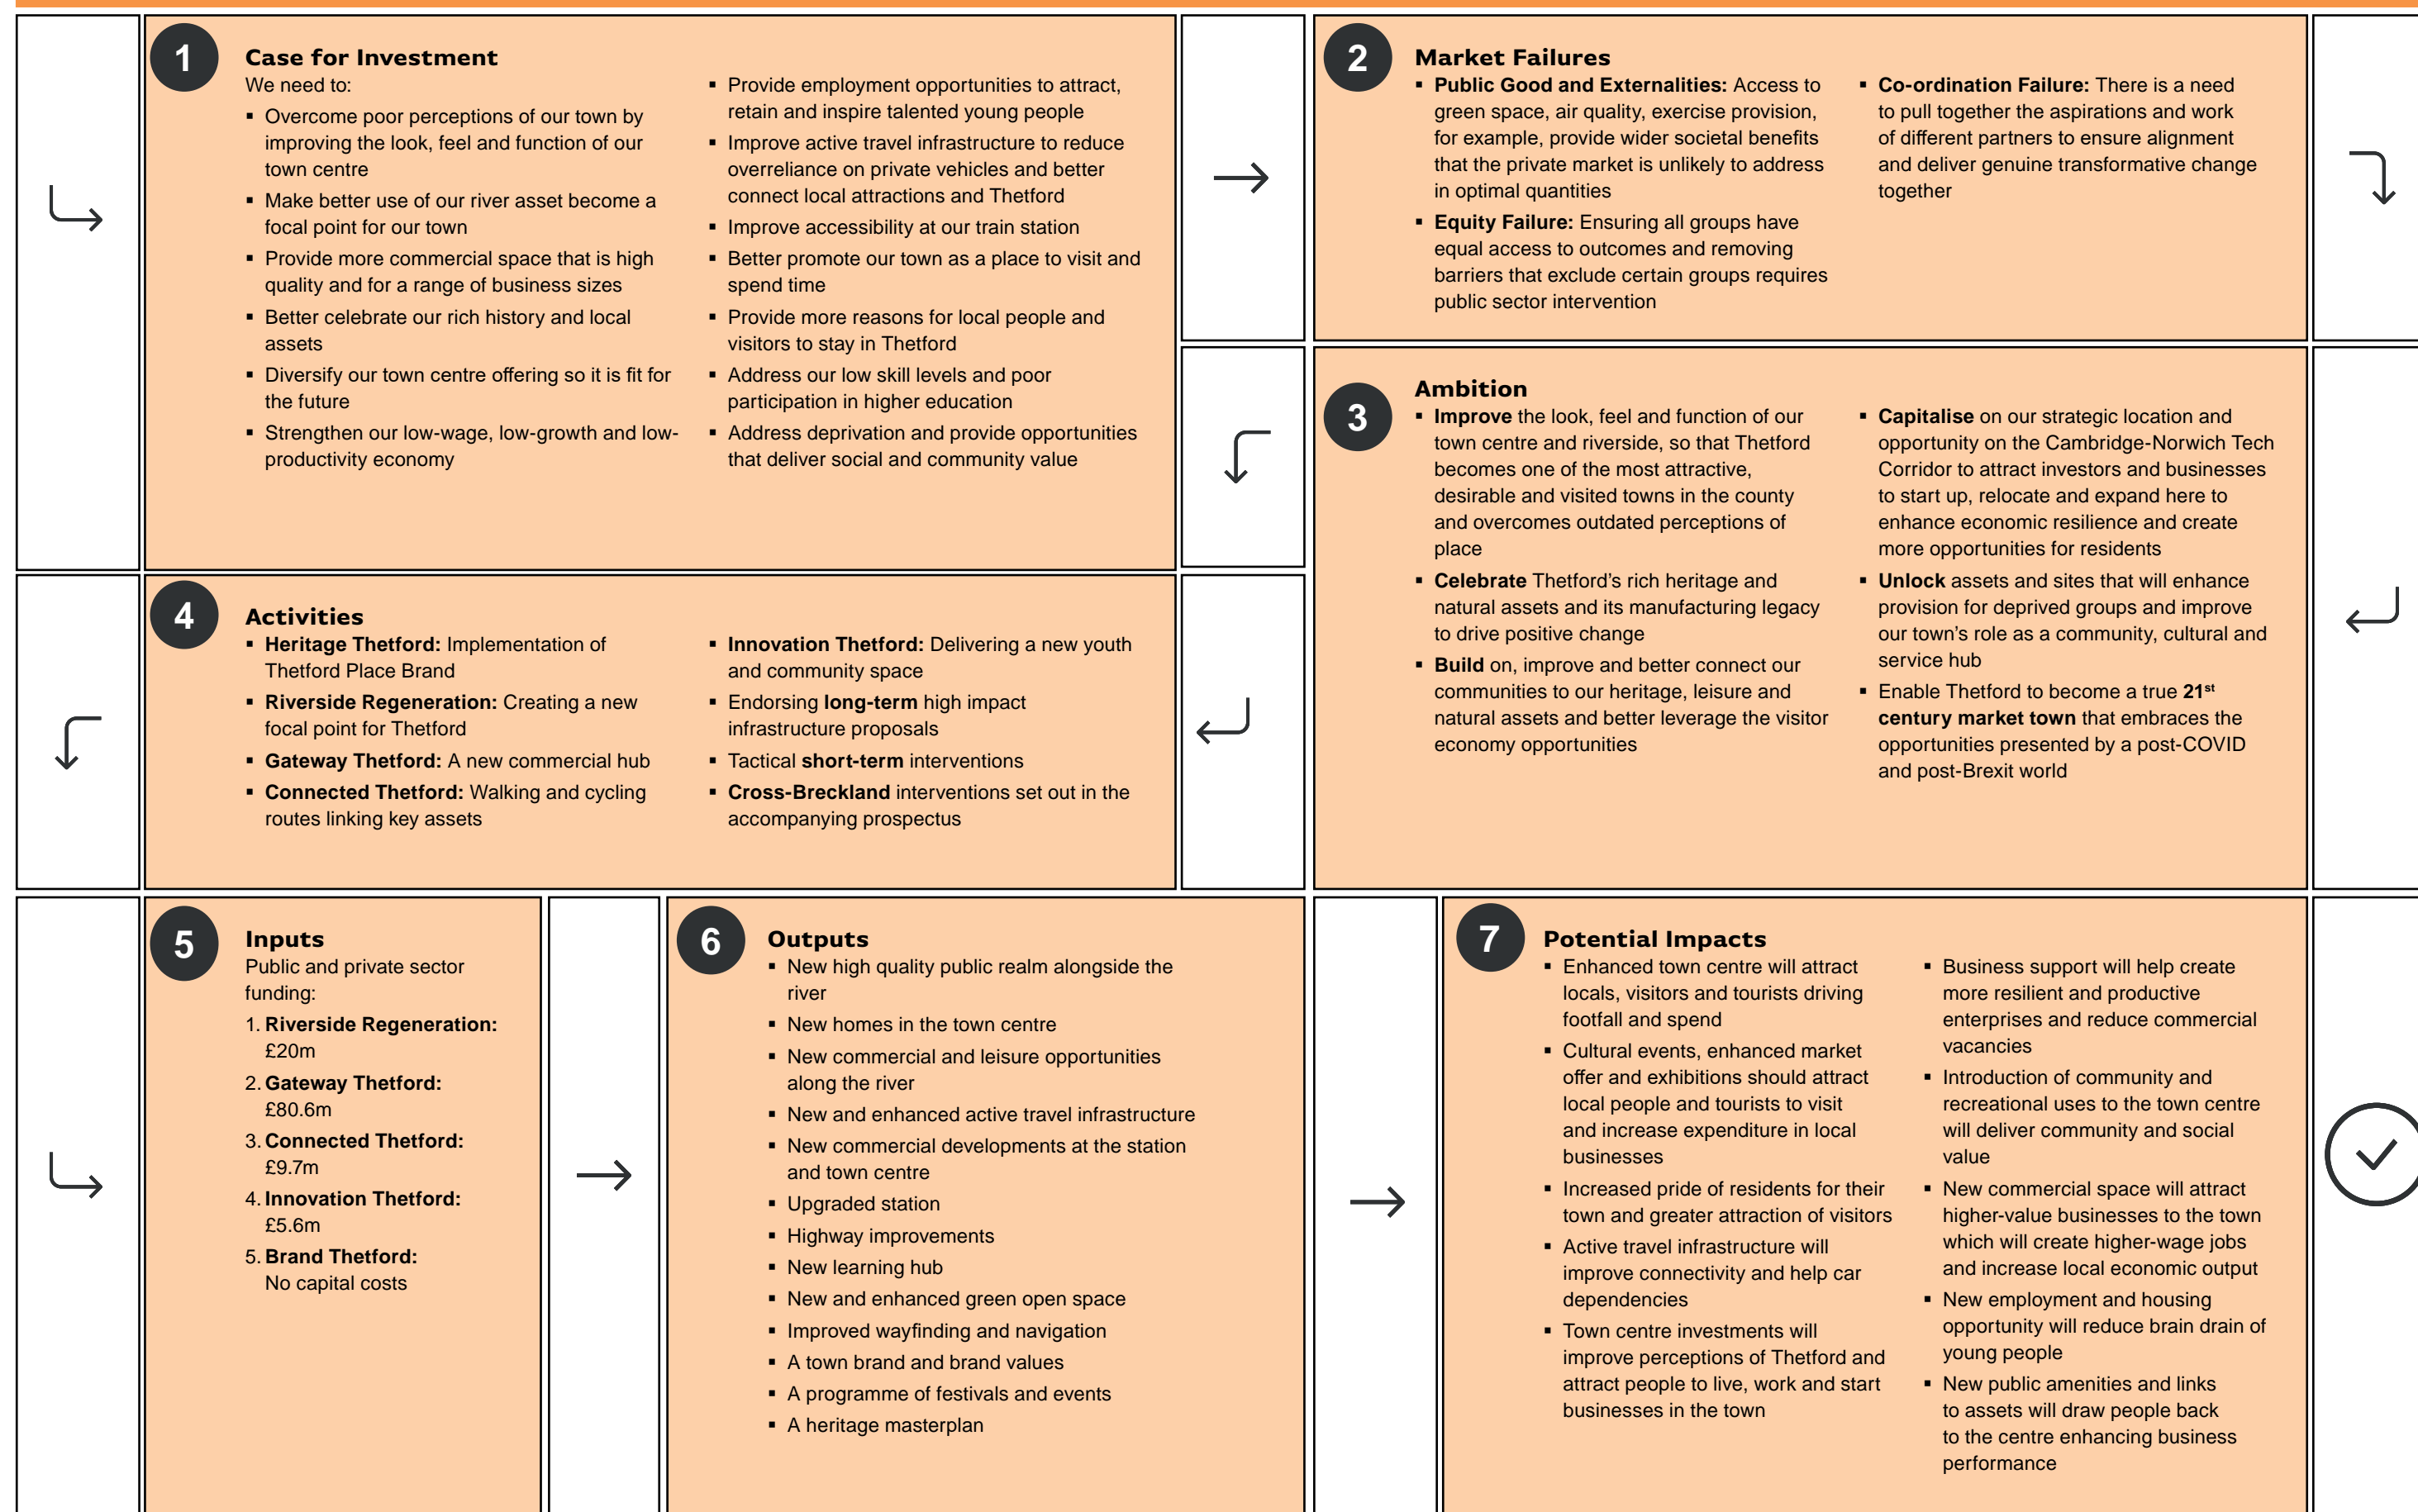 1
Case for Investment
We need to:
▪ Overcome poor perceptions of our town by
improving the look, feel and function of our
town centre
▪ Make better use of our river asset become a
focal point for our town
▪ Provide more commercial space that is high
quality and for a range of business sizes
▪ Better celebrate our rich history and local
assets
▪ Diversify our town centre offering so it is fit for
the future
▪ Strengthen our low-wage, low-growth and low-
productivity economy
▪ Provide employment opportunities to attract,
retain and inspire talented young people
▪ Improve active travel infrastructure to reduce
overreliance on private vehicles and better
connect local attractions and Thetford
▪ Improve accessibility at our train station
▪ Better promote our town as a place to visit and
spend time
▪ Provide more reasons for local people and
visitors to stay in Thetford
▪ Address our low skill levels and poor
participation in higher education
▪ Address deprivation and provide opportunities
that deliver social and community value
2
Market Failures
▪ Public Good and Externalities: Access to
green space, air quality, exercise provision,
for example, provide wider societal benefits
that the private market is unlikely to address
in optimal quantities
▪ Equity Failure: Ensuring all groups have
equal access to outcomes and removing
barriers that exclude certain groups requires
public sector intervention
▪ Co-ordination Failure: There is a need
to pull together the aspirations and work
of different partners to ensure alignment
and deliver genuine transformative change
together
3
Ambition
▪ Improve the look, feel and function of our
town centre and riverside, so that Thetford
becomes one of the most attractive,
desirable and visited towns in the county
and overcomes outdated perceptions of
place
▪ Celebrate Thetford’s rich heritage and
natural assets and its manufacturing legacy
to drive positive change
▪ Build on, improve and better connect our
communities to our heritage, leisure and
natural assets and better leverage the visitor
economy opportunities
▪ Capitalise on our strategic location and
opportunity on the Cambridge-Norwich Tech
Corridor to attract investors and businesses
to start up, relocate and expand here to
enhance economic resilience and create
more opportunities for residents
▪ Unlock assets and sites that will enhance
provision for deprived groups and improve
our town’s role as a community, cultural and
service hub
▪ Enable Thetford to become a true 21st
century market town that embraces the
opportunities presented by a post-COVID
and post-Brexit world
4
Activities
▪ Heritage Thetford: Implementation of
Thetford Place Brand
▪ Riverside Regeneration: Creating a new
focal point for Thetford
▪ Gateway Thetford: A new commercial hub
▪ Connected Thetford: Walking and cycling
routes linking key assets
▪ Innovation Thetford: Delivering a new youth
and community space
▪ Endorsing long-term high impact
infrastructure proposals
▪ Tactical short-term interventions
▪ Cross-Breckland interventions set out in the
accompanying prospectus
5
Inputs
Public and private sector
funding:
1. Riverside Regeneration:
£20m
2. Gateway Thetford:
£80.6m
3. Connected Thetford:
£9.7m
4. Innovation Thetford:
£5.6m
5. Brand Thetford:
No capital costs
6
Outputs
▪ New high quality public realm alongside the
river
▪ New homes in the town centre
▪ New commercial and leisure opportunities
along the river
▪ New and enhanced active travel infrastructure
▪ New commercial developments at the station
and town centre
▪ Upgraded station
▪ Highway improvements
▪ New learning hub
▪ New and enhanced green open space
▪ Improved wayfinding and navigation
▪ A town brand and brand values
▪ A programme of festivals and events
▪ A heritage masterplan
7
Potential Impacts
▪ Enhanced town centre will attract
locals, visitors and tourists driving
footfall and spend
▪ Cultural events, enhanced market
offer and exhibitions should attract
local people and tourists to visit
and increase expenditure in local
businesses
▪ Increased pride of residents for their
town and greater attraction of visitors
▪ Active travel infrastructure will
improve connectivity and help car
dependencies
▪ Town centre investments will
improve perceptions of Thetford and
attract people to live, work and start
businesses in the town
▪ Business support will help create
more resilient and productive
enterprises and reduce commercial
vacancies
▪ Introduction of community and
recreational uses to the town centre
will deliver community and social
value
▪ New commercial space will attract
higher-value businesses to the town
which will create higher-wage jobs
and increase local economic output
▪ New employment and housing
opportunity will reduce brain drain of
young people
▪ New public amenities and links
to assets will draw people back
to the centre enhancing business
performance